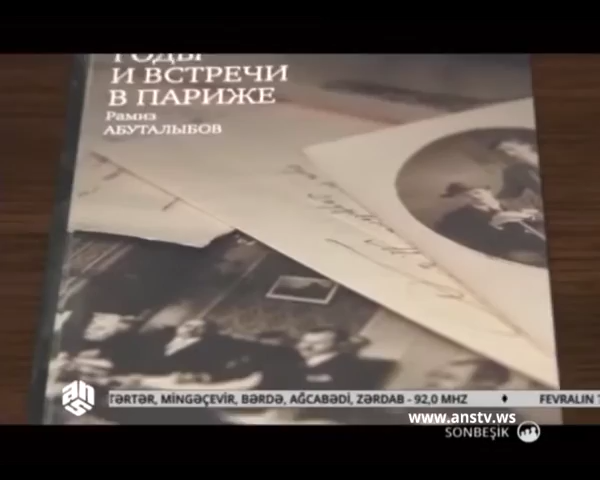 ГОДЫ
И ВСТРЕЧИ
В ПАРИЖЕ
Рамиз
АБУТАЛЫБОВ
ans
TƏRTƏR, MİNGƏÇEVİR, BƏRDƏ, AĞCABƏDİ, ZƏRDAB - 92,0 MHZ ♦ FEVRALIN
www.anstv.ws
SONBEŞİK